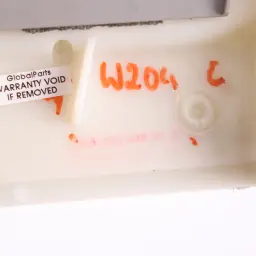 W204 C
GlobalParts
WARRANTY VOID
IF REMOVED